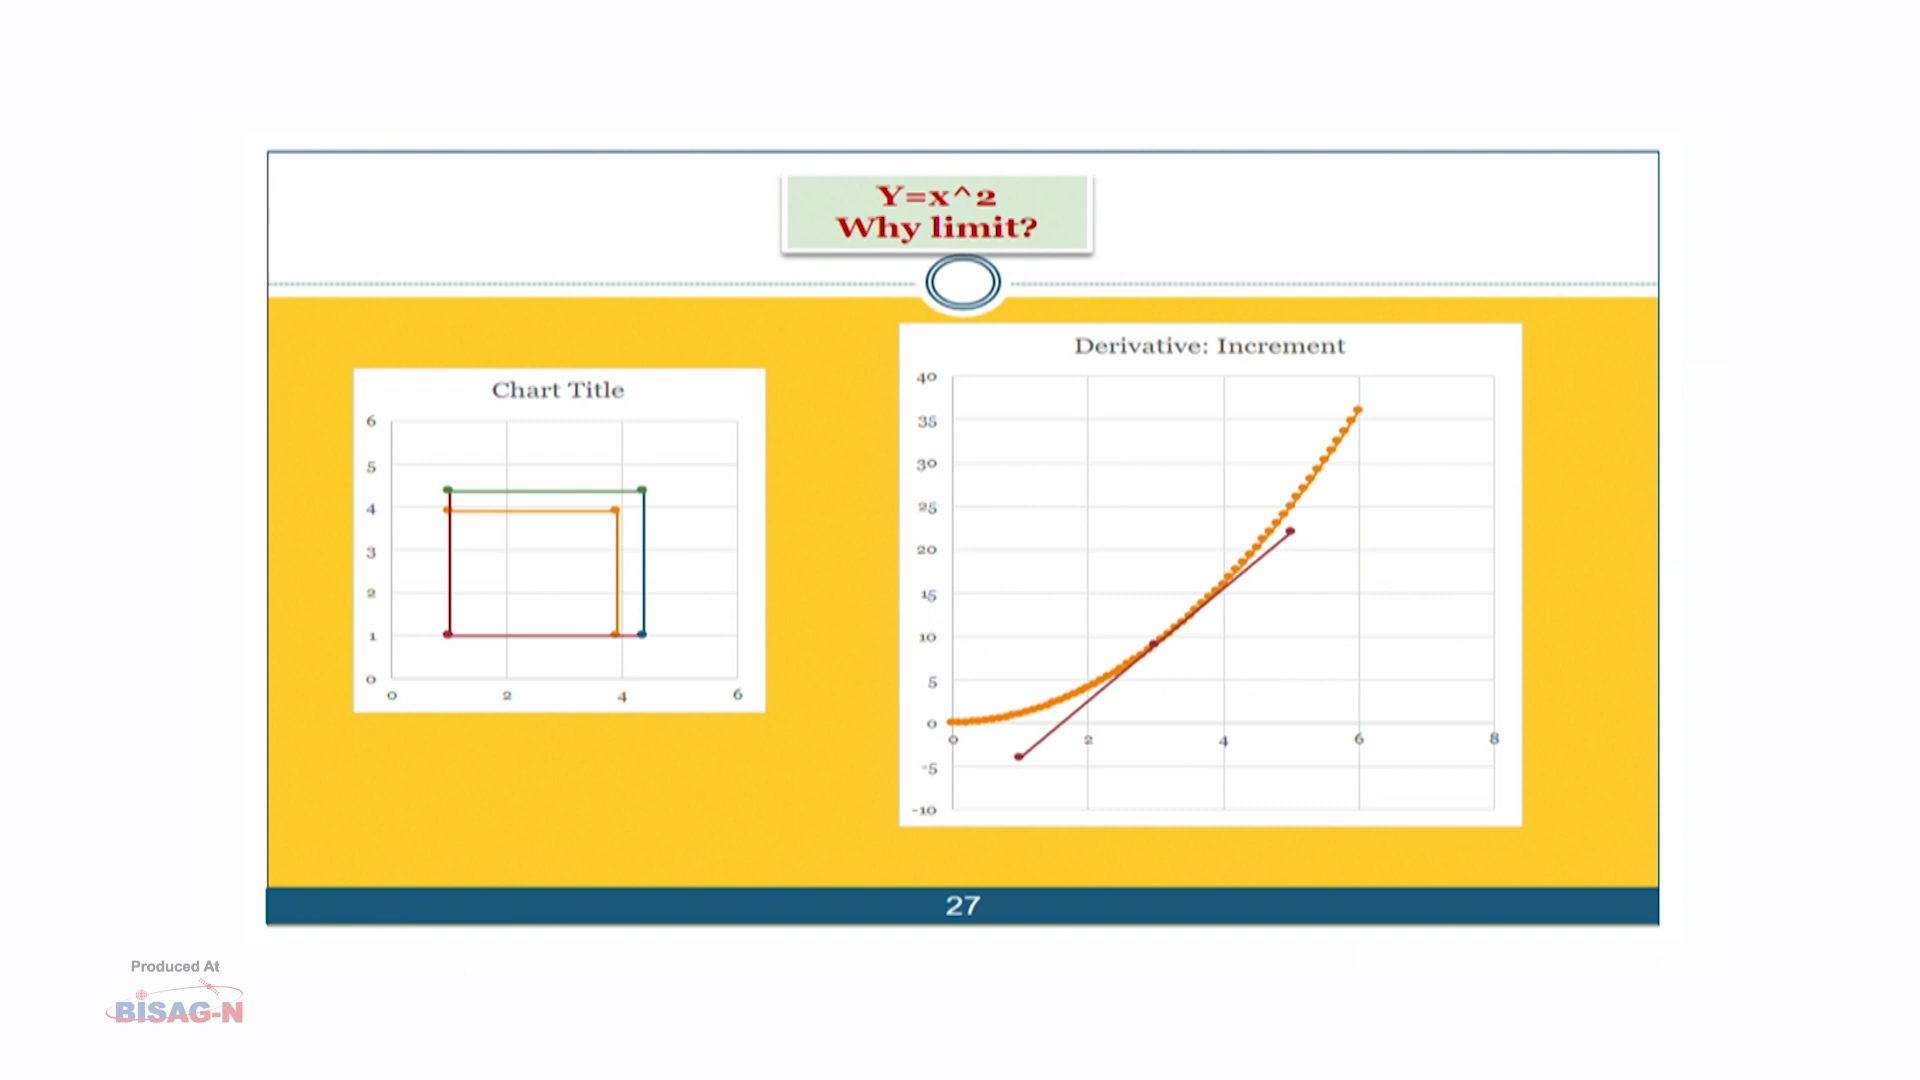 Y=x^2
Why limit?
Chart Title
6
5
4
3
2
1
0
0 2 4 6
Derivative: Increment
40
35
30
25
20
15
10
5
0
-5
-10
0 2 4 6 8
27
Produced At
BISAG-N